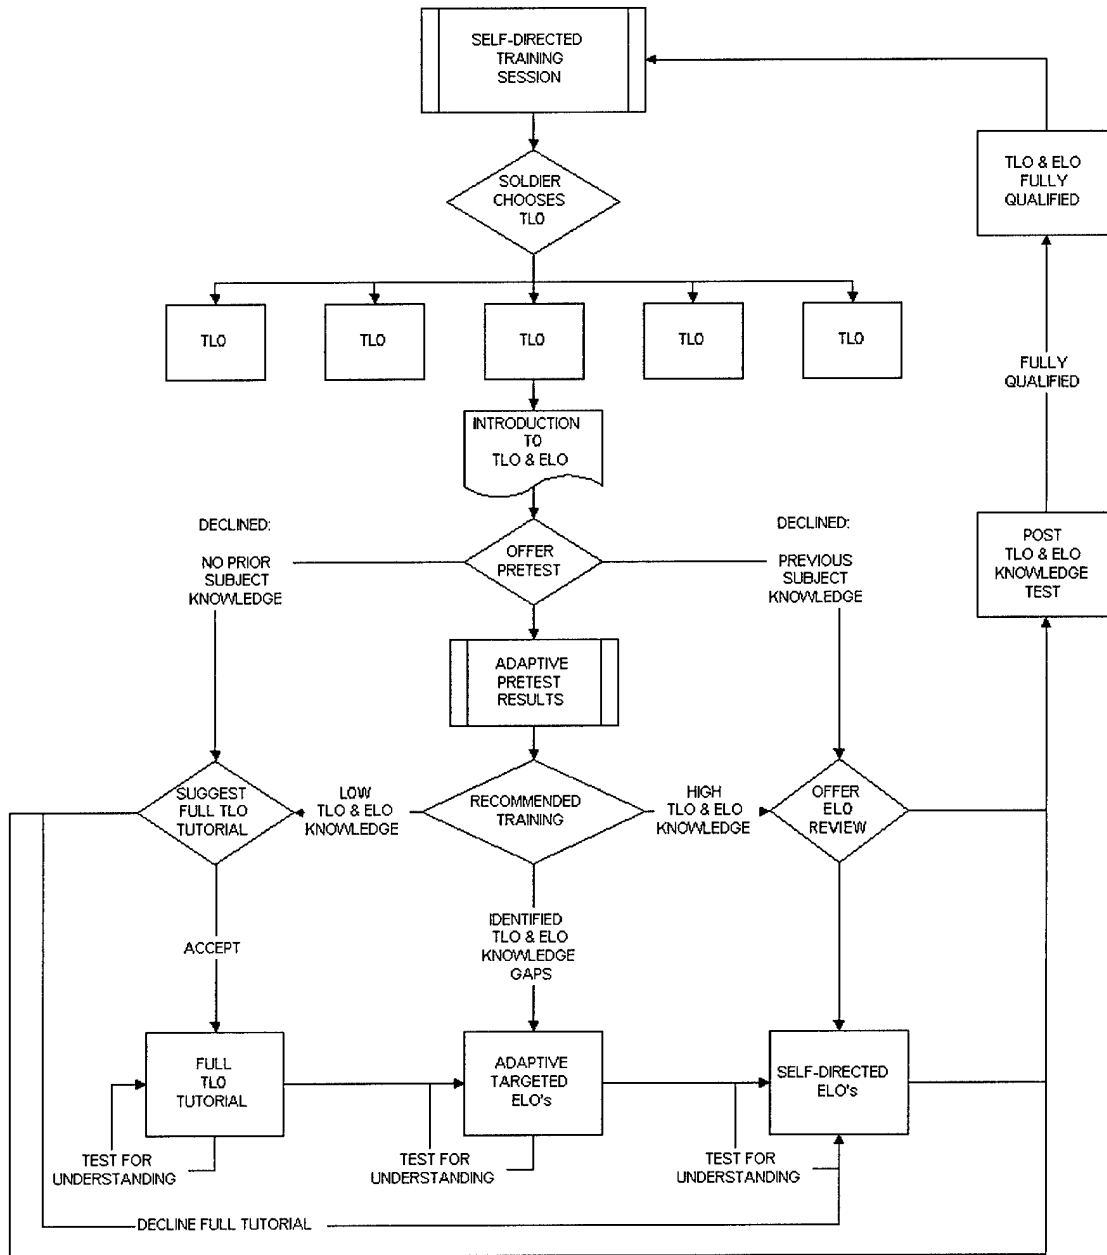 SELF-DIRECTED
TRAINING
SESSION
TLO & ELO
FULLY
QUALIFIED
SOLDIER
CHOOSES
TLO
TLO
TLO
TLO
TLO
TLO
FULLY
QUALIFIED
INTRODUCTION
TO
TLO & ELO
DECLINED:
NO PRIOR
SUBJECT
KNOWLEDGE
OFFER
PRETEST
DECLINED:
PREVIOUS
SUBJECT
KNOWLEDGE
POST
TLO & ELO
KNOWLEDGE
TEST
ADAPTIVE
PRETEST
RESULTS
SUGGEST
FULL TLO
TUTORIAL
LOW
TLO & ELO
KNOWLEDGE
RECOMMENDED
TRAINING
HIGH
TLO & ELO
KNOWLEDGE
OFFER
ELO
REVIEW
ACCEPT
IDENTIFIED
TLO & ELO
KNOWLEDGE
GAPS
FULL
TLO
TUTORIAL
ADAPTIVE
TARGETED
ELO's
SELF-DIRECTED
ELO's
TEST FOR
UNDERSTANDING
TEST FOR
UNDERSTANDING
TEST FOR
UNDERSTANDING
DECLINE FULL TUTORIAL